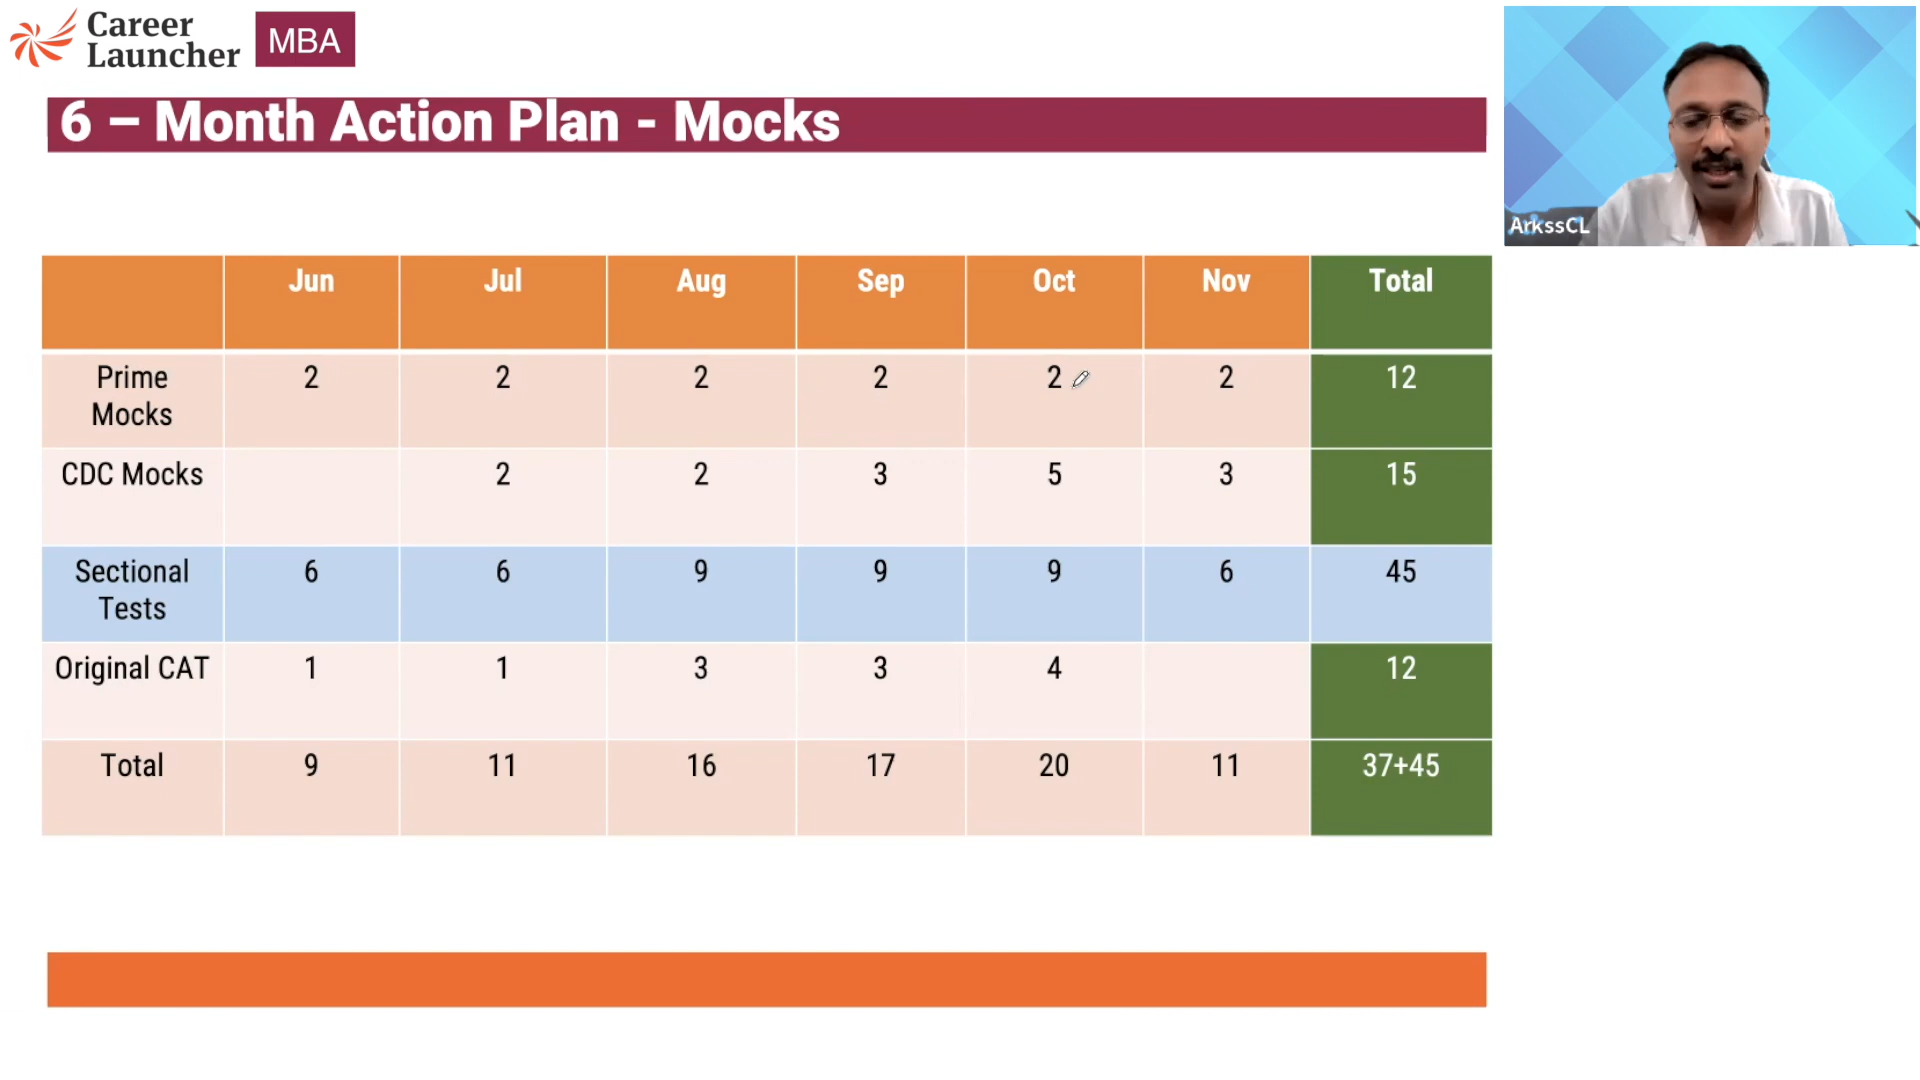 Career
Launcher
MBA
6 – Month Action Plan - Mocks
ArkssCL
Jun Jul Aug Sep Oct Nov Total
Prime
Mocks
2 2 2 2 2 2 12
CDC Mocks 2 2 3 5 3 15
Sectional
Tests
6 6 9 9 9 6 45
Original CAT 1 1 3 3 4 12
Total 9 11 16 17 20 11 37+45